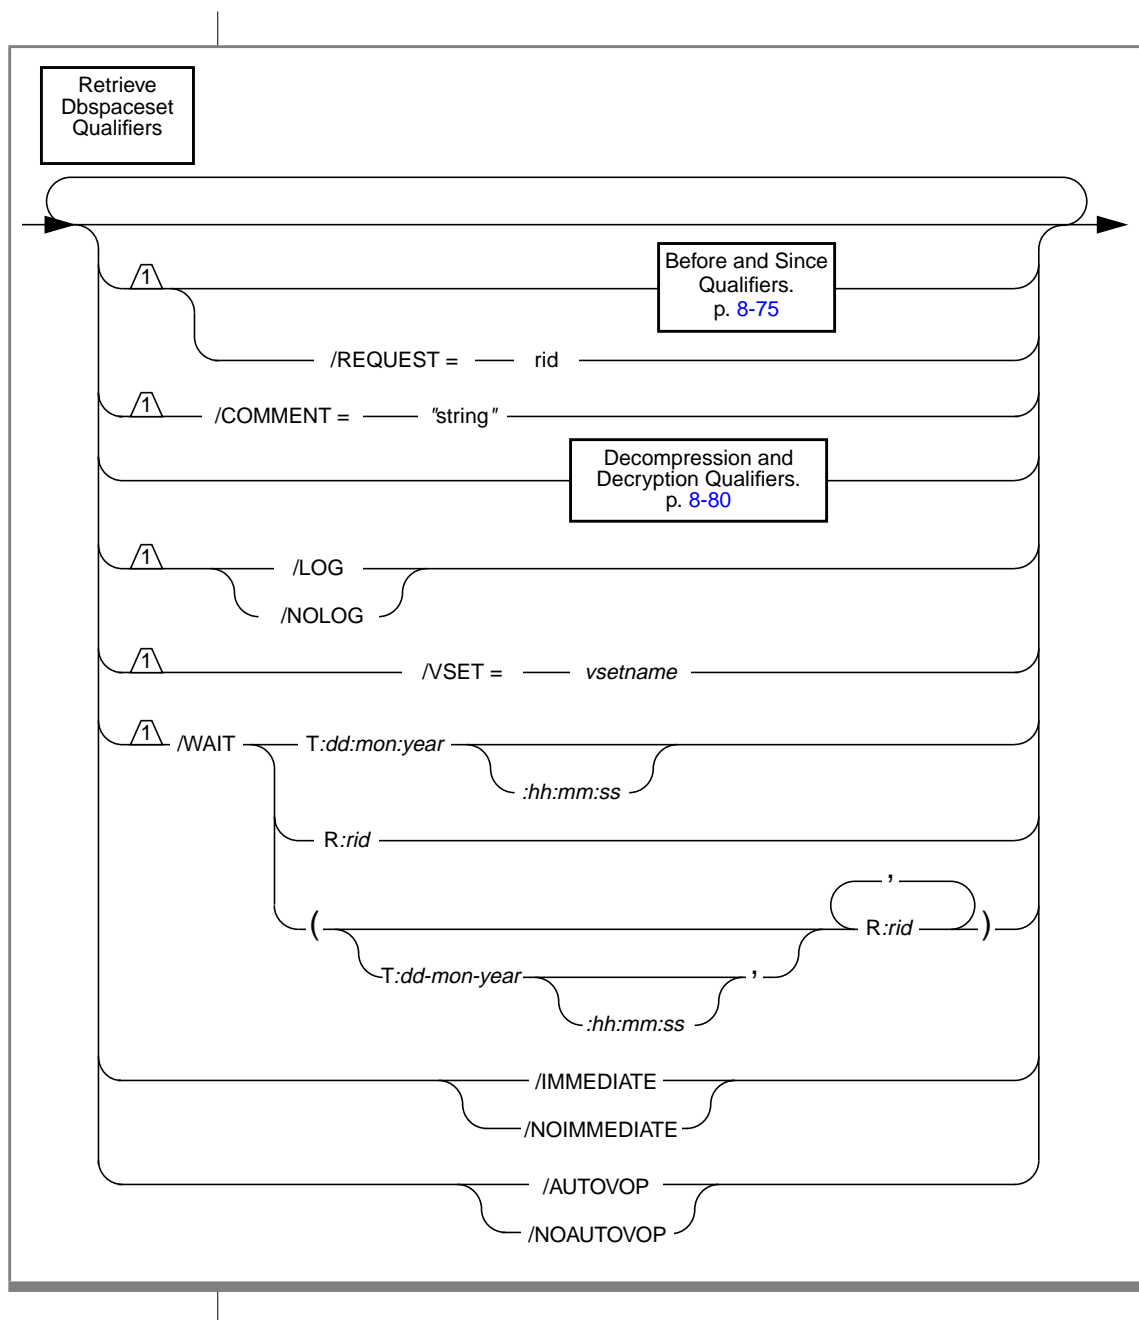 Retrieve
Dbspaceset
Qualifiers
1
Before and Since
Qualifiers.
p. 8-75
/REQUEST = rid
1 /COMMENT = "string"
Decompression and
Decryption Qualifiers.
p. 8-80
1 /LOG
/NOLOG
1 /VSET = vsetname
1 /WAIT T:dd:mon:year
:hh:mm:ss
R:rid
,
( R:rid )
T:dd-mon-year ,
:hh:mm:ss
/IMMEDIATE
/NOIMMEDIATE
/AUTOVOP
/NOAUTOVOP